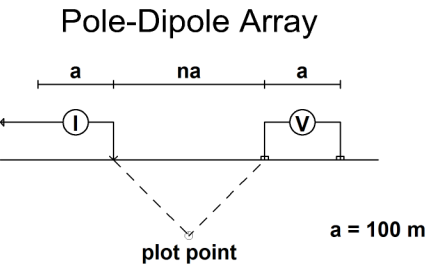 Pole-Dipole Array
a na a
I V
a = 100 m
plot point